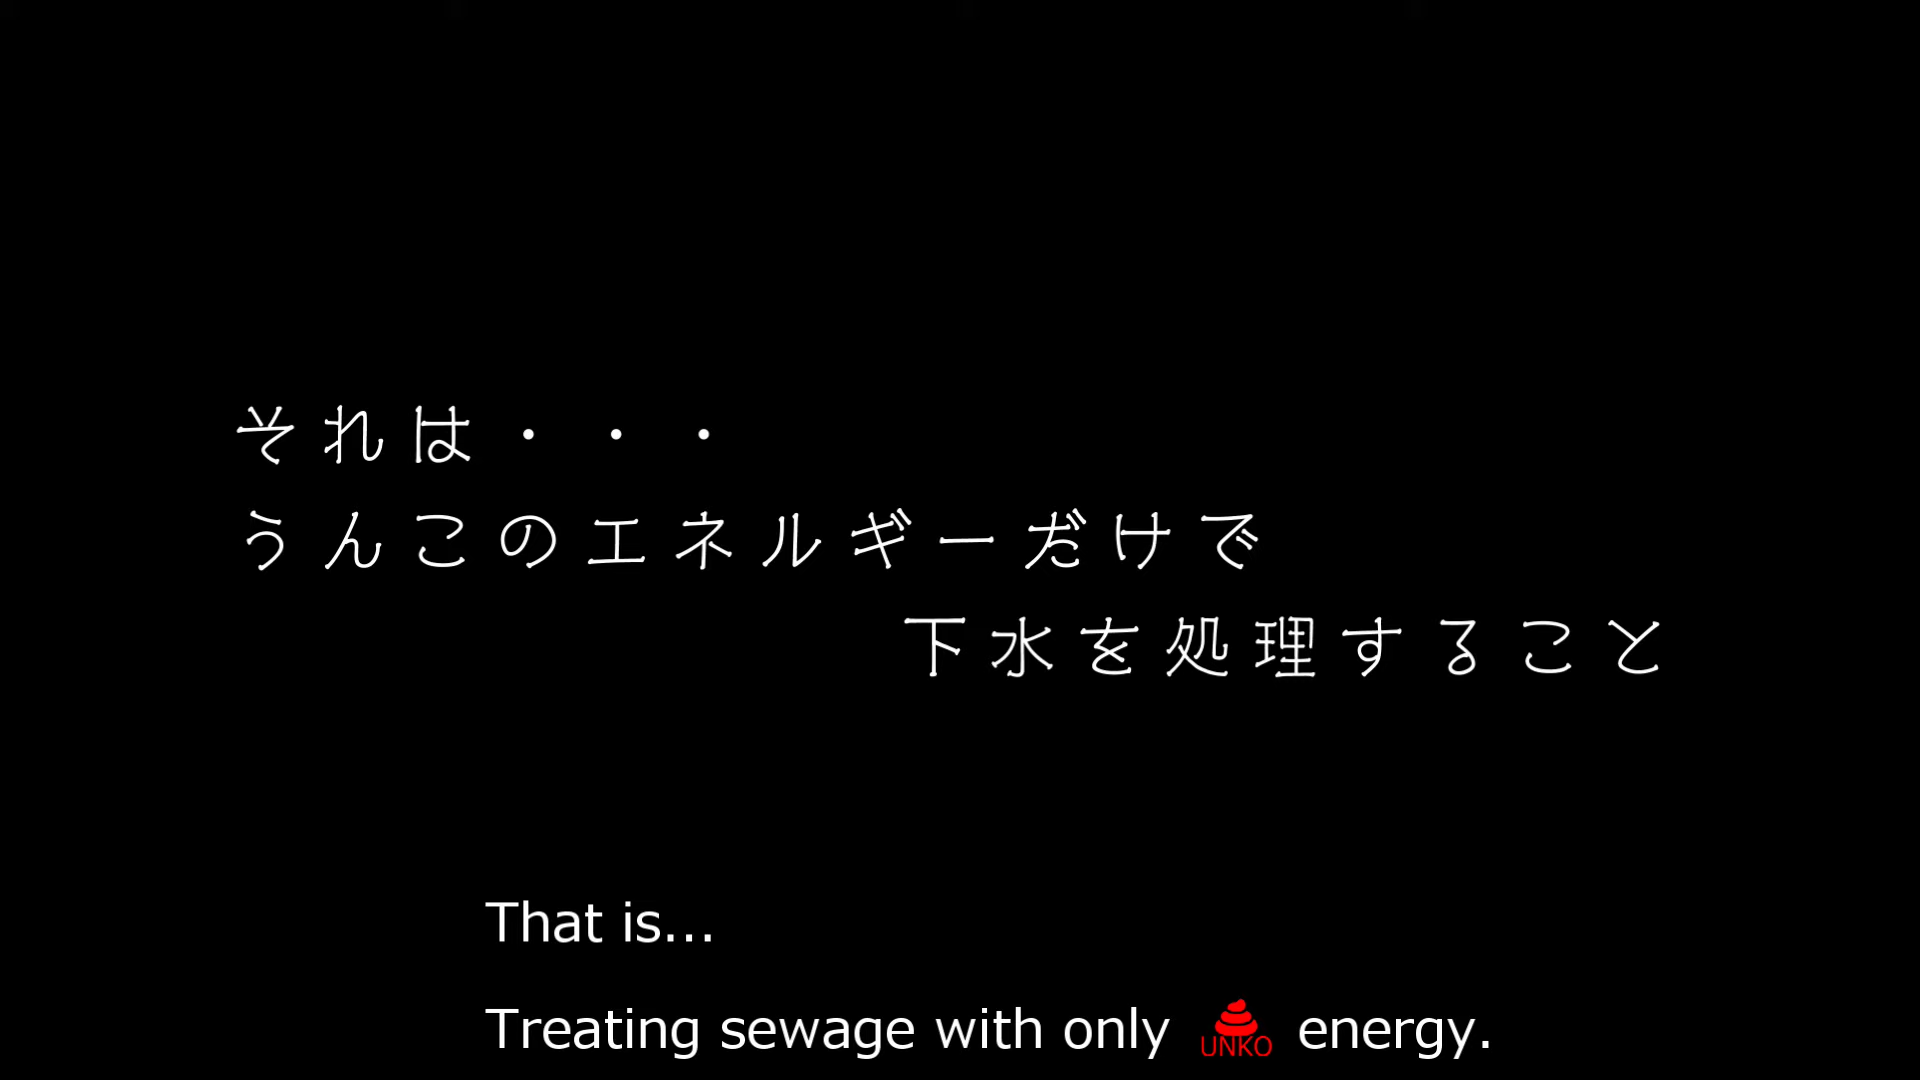 それは・・・
うんこのエネルギーだけで
下水を処理すること
That is...
Treating sewage with only UNKO energy.